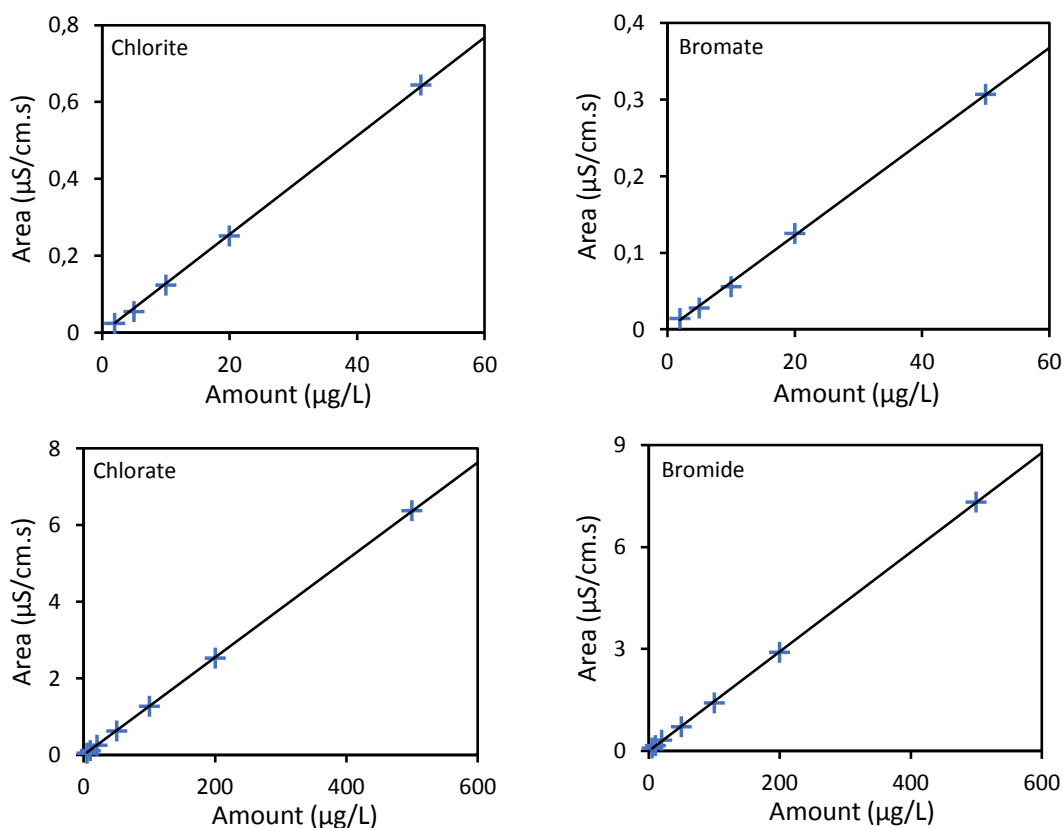 Chlorite
Area (µS/cm.s)
0,8
0,6
0,4
0,2
0
0 20 40 60
Amount (µg/L)
Bromate
Area (µS/cm.s)
0,4
0,3
0,2
0,1
0
0 20 40 60
Amount (µg/L)
Chlorate
Area (µS/cm.s)
8
6
4
2
0
0 200 400 600
Amount (µg/L)
Bromide
Area (µS/cm.s)
9
6
3
0
0 200 400 600
Amount (µg/L)